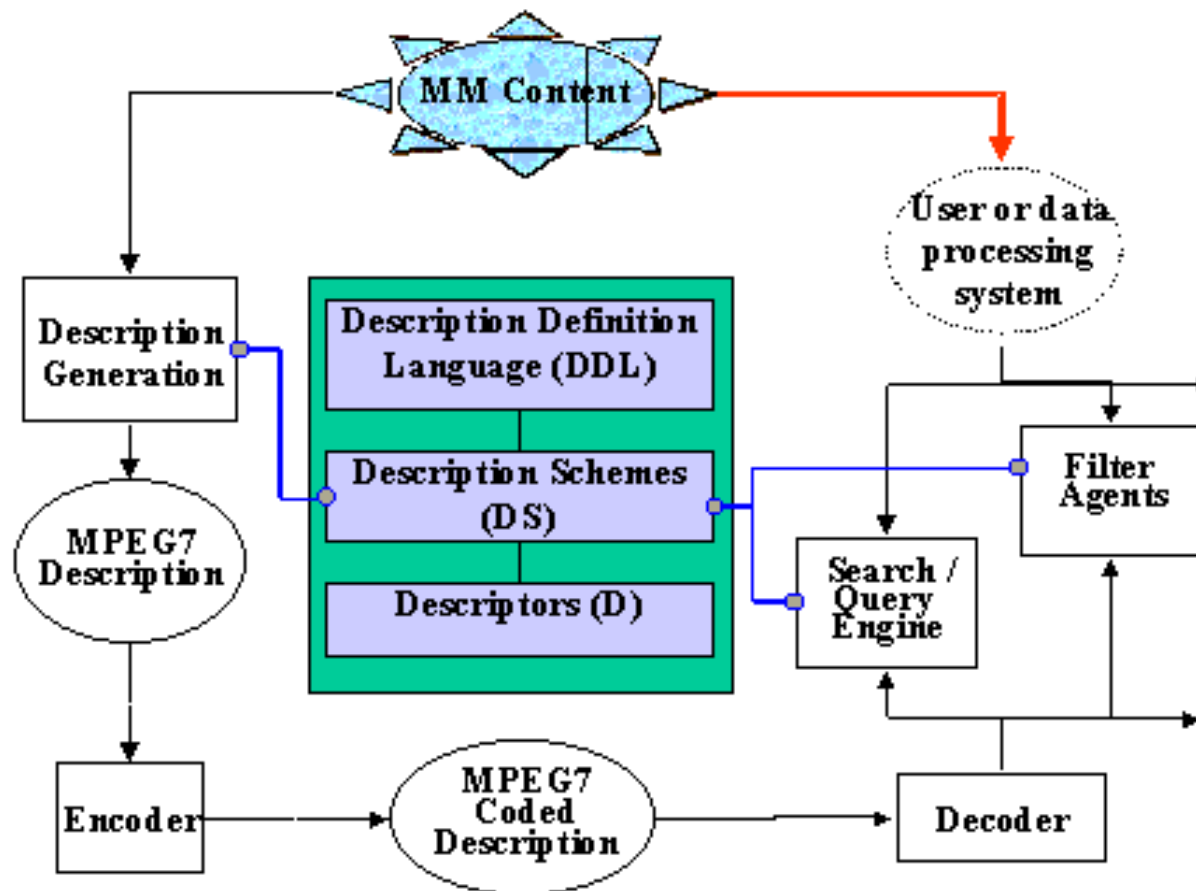 MM Content
User or data
processing
system
Description
Generation
Description Definition
Language (DDL)
Description Schemes
(DS)
Descriptors (D)
Filter
Agents
MPEG7
Description
Search /
Query
Engine
Encoder
MPEG7
Coded
Description
Decoder